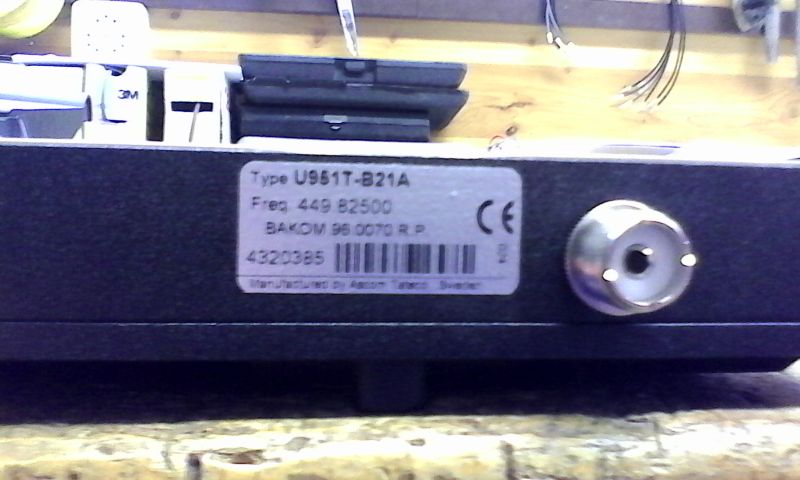 3M
Type U951T-B21A
Freq. 449.82500
BAKOM 96.0070 R.P.
CE
4320385
Manufactured by Ascom Tateco Sweden